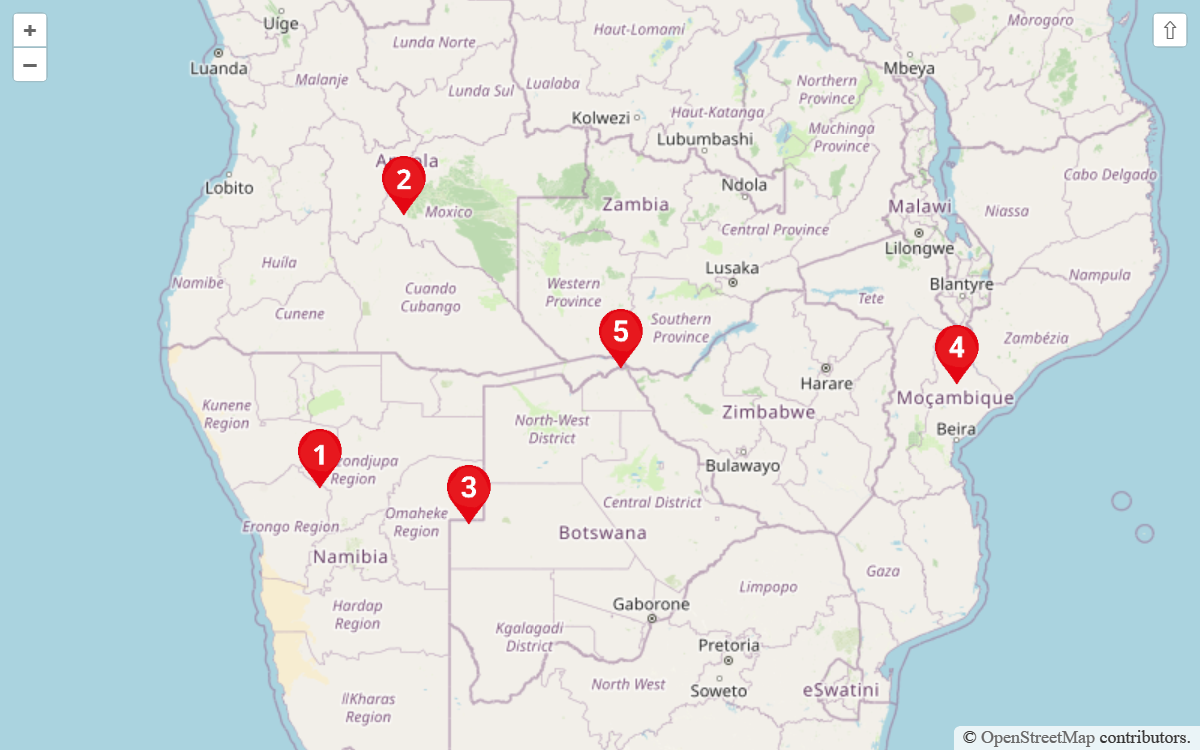 +
−
⇧
Uíge
Luanda
Malanje
Lunda Norte
Lunda Sul
Lualaba
Haut-Lomami
Morogoro
Mbeya
Northern
Province
Kolwezi
Haut-Katanga
Lubumbashi
Muchinga
Province
Lobito
2
Moxico
Ndola
Zambia
Central Province
Malawi
Lilongwe
Cabo Delgado
Niassa
Namibe
Huíla
Cuando
Cubango
Cunene
Western
Province
Lusaka
Tete
Blantyre
Nampula
5
Southern
Province
4
Zambézia
Harare
Moçambique
Beira
Kunene
Region
North-West
District
Zimbabwe
1
Region
3
Bulawayo
Omaheke
Region
Erongo Region
Central District
Botswana
Namibia
Gaza
Limpopo
Hardap
Region
Gaborone
Kgalagadi
District
Pretoria
North West
Soweto
eSwatini
ǁKharas
Region
© OpenStreetMap contributors.